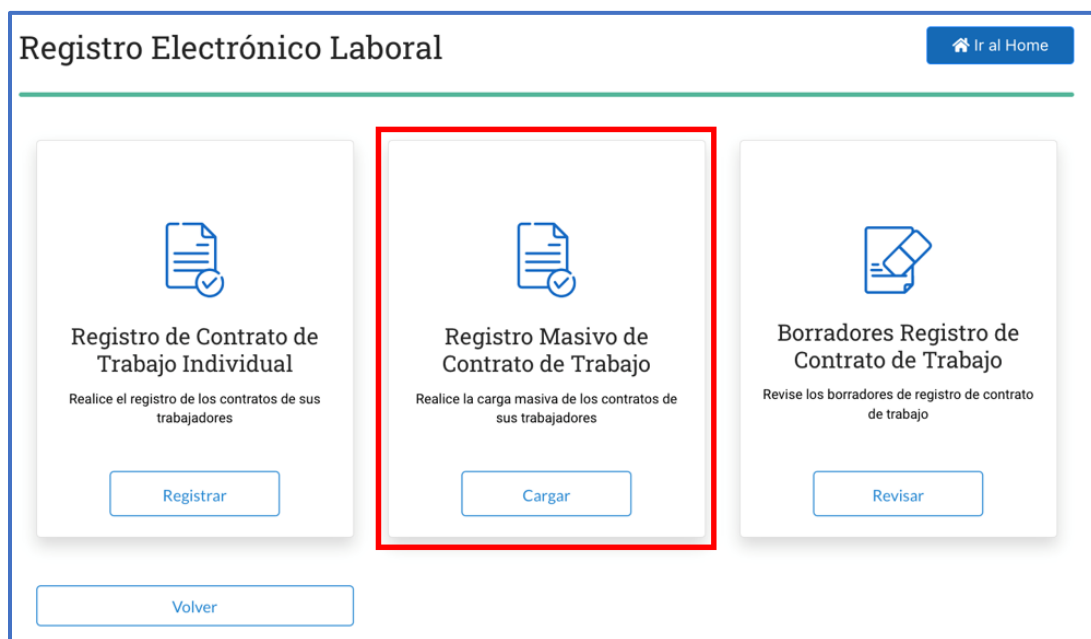 Registro Electrónico Laboral
Ir al Home
Registro de Contrato de
Trabajo Individual
Realice el registro de los contratos de sus
trabajadores
Registrar
Registro Masivo de
Contrato de Trabajo
Realice la carga masiva de los contratos de
sus trabajadores
Cargar
Borradores Registro de
Contrato de Trabajo
Revise los borradores de registro de contrato
de trabajo
Revisar
Volver